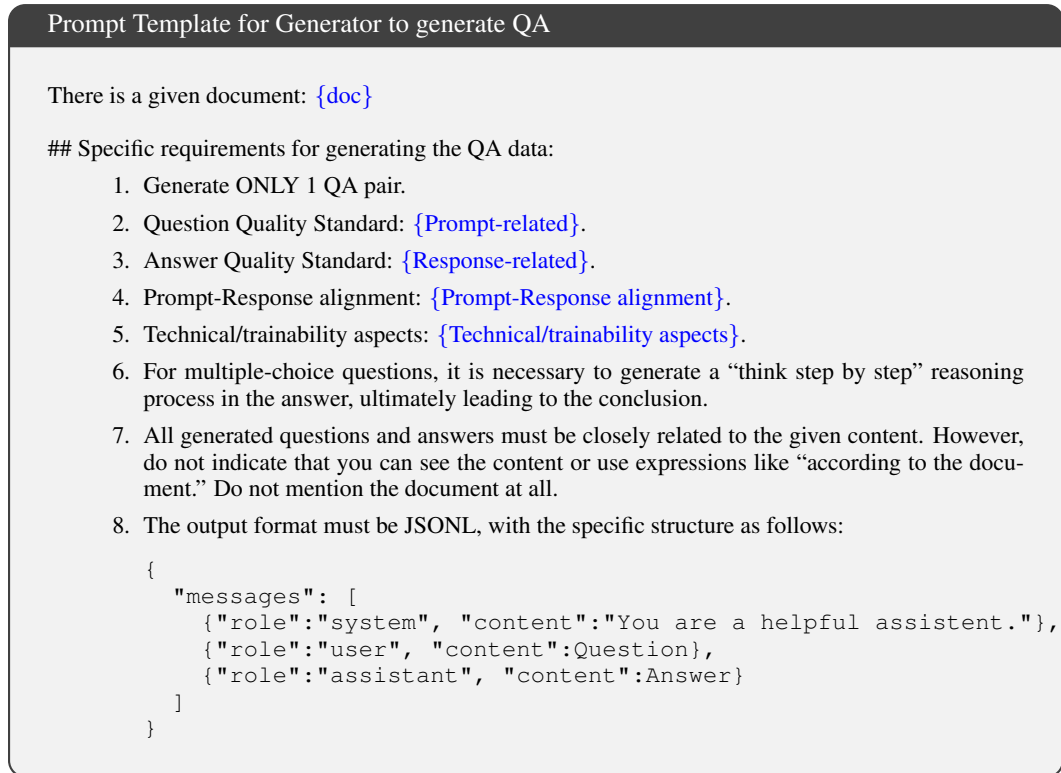 Prompt Template for Generator to generate QA
There is a given document: {doc}
## Specific requirements for generating the QA data:
1. Generate ONLY 1 QA pair.
2. Question Quality Standard: {Prompt-related}.
3. Answer Quality Standard: {Response-related}.
4. Prompt-Response alignment: {Prompt-Response alignment}.
5. Technical/trainability aspects: {Technical/trainability aspects}.
6. For multiple-choice questions, it is necessary to generate a “think step by step” reasoning
process in the answer, ultimately leading to the conclusion.
7. All generated questions and answers must be closely related to the given content. However,
do not indicate that you can see the content or use expressions like “according to the docu-
ment.” Do not mention the document at all.
8. The output format must be JSONL, with the specific structure as follows:
{
"messages": [
{"role":"system", "content":"You are a helpful assistent."},
{"role":"user", "content":Question},
{"role":"assistant", "content":Answer}
]
}